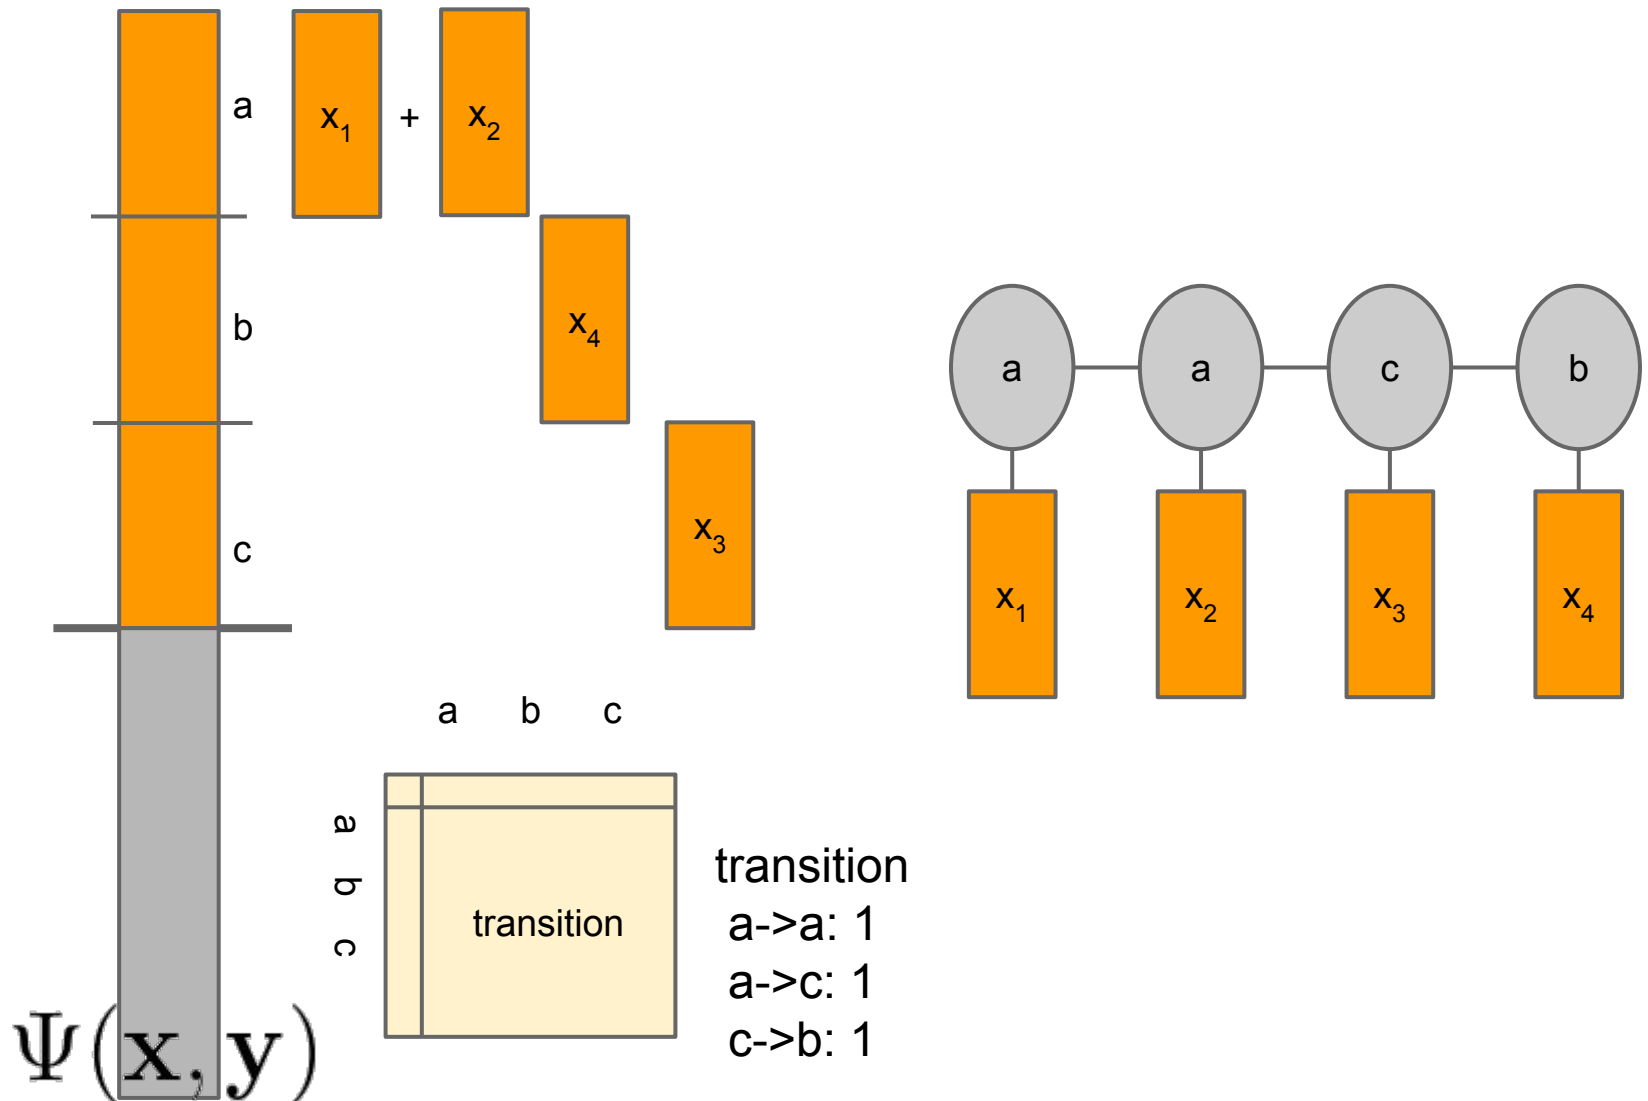 a x₁ + x₂
b x₄
c x₃
a a c b
x₁ x₂ x₃ x₄
a b c
a
b
c
transition
transition
a->a: 1
a->c: 1
c->b: 1
Ψ(x, y)